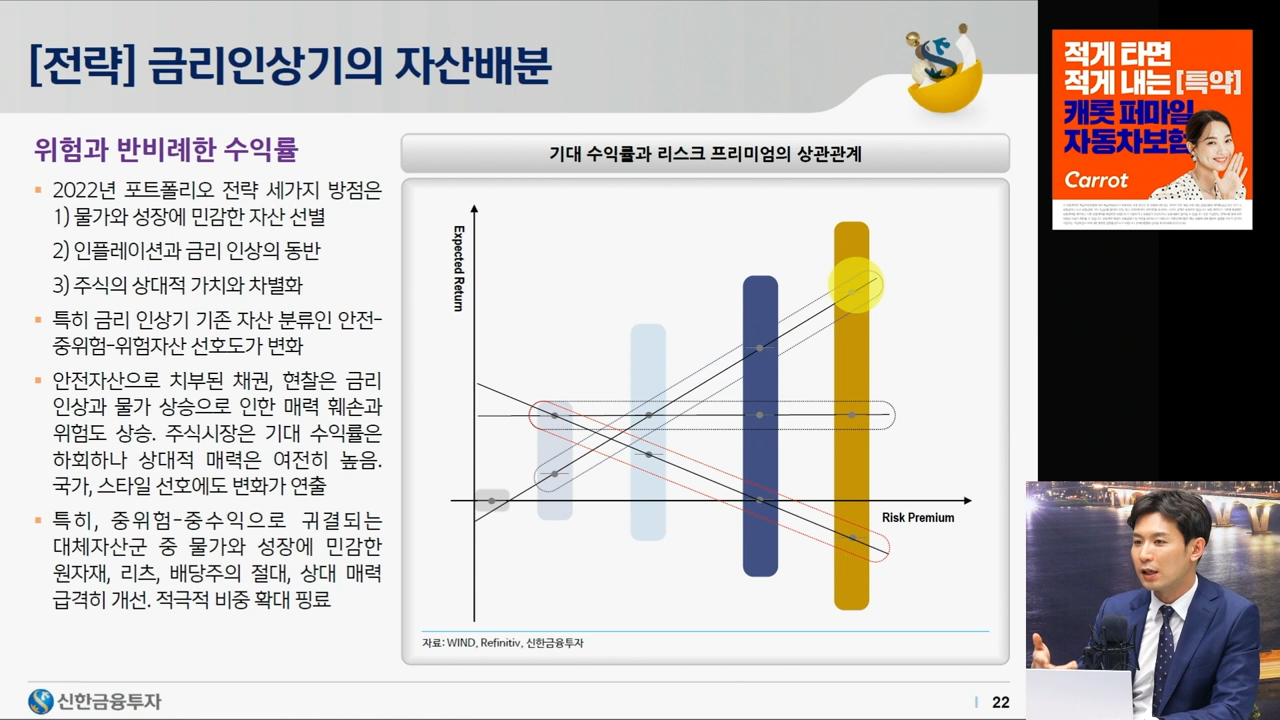 [전략] 금리인상기의 자산배분
위험과 반비례한 수익률
▪ 2022년 포트폴리오 전략 세가지 방점은
1) 물가와 성장에 민감한 자산 선별
2) 인플레이션과 금리 인상의 동반
3) 주식의 상대적 가치와 차별화
▪ 특히 금리 인상기 기존 자산 분류인 안전-
중위험-위험자산 선호도가 변화
▪ 안전자산으로 치부된 채권, 현찰은 금리
인상과 물가 상승으로 인한 매력 훼손과
위험도 상승. 주식시장은 기대 수익률은
하회하나 상대적 매력은 여전히 높음.
국가, 스타일 선호에도 변화가 연출
▪ 특히, 중위험-중수익으로 귀결되는
대체자산군 중 물가와 성장에 민감한
원자재, 리츠, 배당주의 절대, 상대 매력
급격히 개선. 적극적 비중 확대 핑료
기대 수익률과 리스크 프리미엄의 상관관계
Expected Return
Risk Premium
자료: WIND, Refinitiv, 신한금융투자
신한금융투자
22
적게 타면
적게 내는 [특약]
캐롯 퍼마일
자동차보험
Carrot